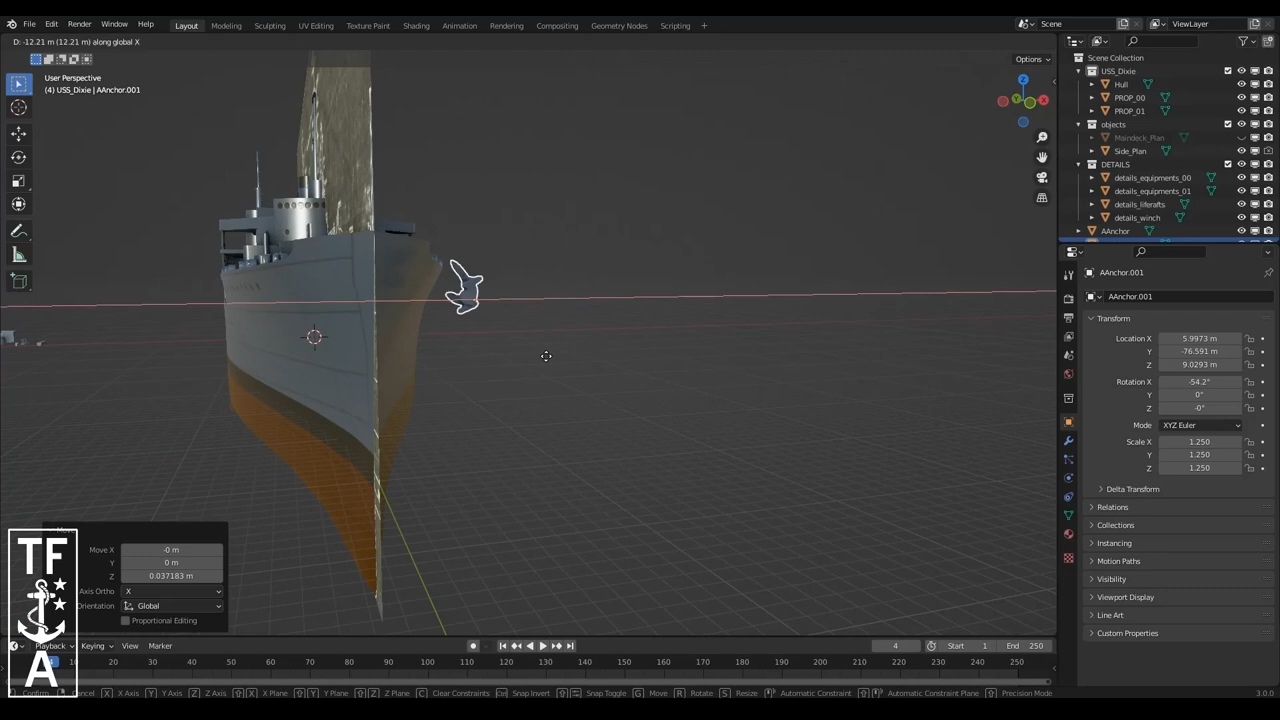 File Edit Render Window Help Layout Modeling Sculpting UV Editing Texture Paint Shading Animation Rendering Compositing Geometry Nodes Scripting + Scene ViewLayer
D: -12.21 m (12.21 m) along global X
Options
User Perspective
(4) USS_Dixie | AAnchor.001
Z
Y
X
Scene Collection
USS_Dixie
Hull
PROP_00
PROP_01
objects
Maindeck_Plan
Side_Plan
DETAILS
details_equipments_00
details_equipments_01
details_liferafts
details_winch
AAnchor
AAnchor.001
AAnchor.001
Transform
Location X 5.9973 m
Y -76.591 m
Z 9.0293 m
Rotation X -54.2°
Y 0°
Z -0°
Mode XYZ Euler
Scale X 1.250
Y 1.250
Z 1.250
Delta Transform
Relations
Collections
Instancing
Motion Paths
Visibility
Viewport Display
Line Art
Custom Properties
Move X -0 m
Y 0 m
Z 0.037183 m
Axis Ortho X
Orientation Global
Proportional Editing
TF
A
Playback Keying View Marker 4 Start 1 End 250
20 30 40 50 60 70 80 90 100 110 120 130 140 150 160 170 180 190 200 210 220 230 240 250
Confirm Cancel X X Axis Y Y Axis Z Z Axis X X Plane Y Y Plane Z Z Plane C Clear Constraints Snap Invert Snap Toggle G Move R Rotate S Resize Automatic Constraint Automatic Constraint Plane Precision Mode 3.0.0